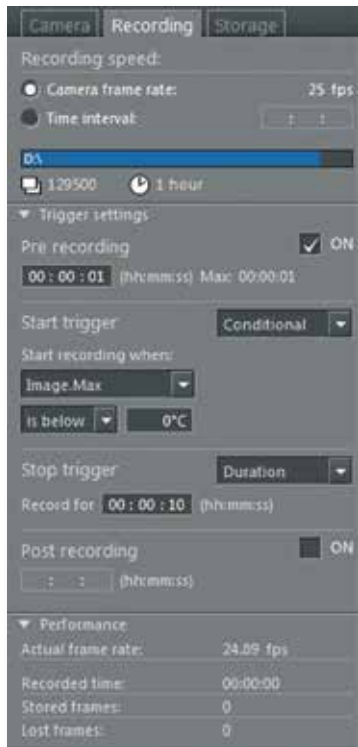 Camera Recording Storage
Recording speed:
Camera frame rate: 25 fps
Time interval: : :
D:\
129500 1 hour
Trigger settings
Pre recording ON
00 : 00 : 01 (hh:mm:ss) Max: 00:00:01
Start trigger Conditional
Start recording when:
Image.Max
is below 0°C
Stop trigger Duration
Record for 00 : 00 : 10 (hh:mm:ss)
Post recording ON
: : (hh:mm:ss)
Performance
Actual frame rate: 24.09 fps
Recorded time: 00:00:00
Stored frames: 0
Lost frames: 0